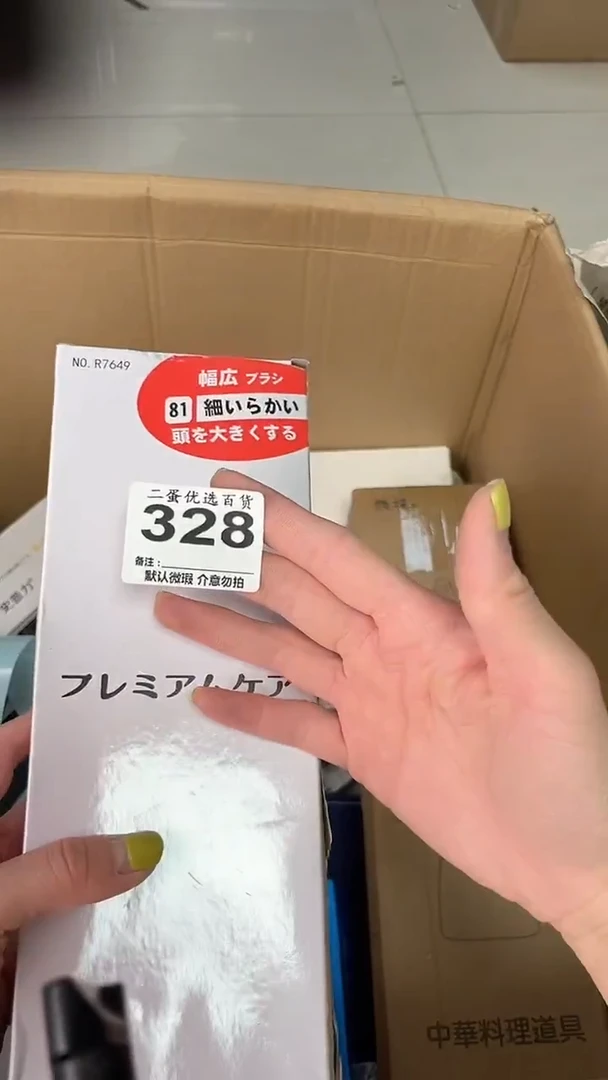 NO. R7649
幅広 ブラシ
81 細いらかい
頭を大きくする
二蛋优选百货
328
备注:
默认微瑕 介意勿拍
プレミアムケア
中華料理道具